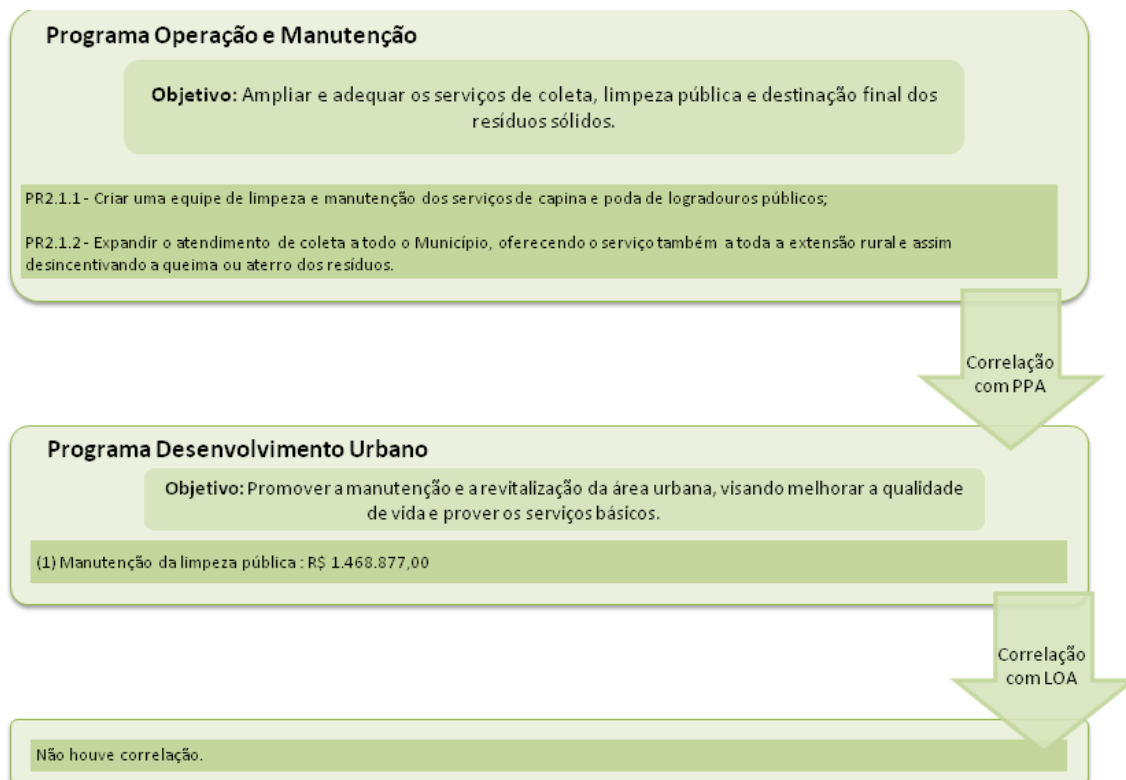 Programa Operação e Manutenção
Objetivo: Ampliar e adequar os serviços de coleta, limpeza pública e destinação final dos
resíduos sólidos.
PR2.1.1 - Criar uma equipe de limpeza e manutenção dos serviços de capina e poda de logradouros públicos;
PR2.1.2 - Expandir o atendimento de coleta a todo o Município, oferecendo o serviço também a toda a extensão rural e assim
desincentivando a queima ou aterro dos resíduos.
Correlação
com PPA
Programa Desenvolvimento Urbano
Objetivo: Promover a manutenção e a revitalização da área urbana, visando melhorar a qualidade
de vida e prover os serviços básicos.
(1) Manutenção da limpeza pública : R$ 1.468.877,00
Correlação
com LOA
Não houve correlação.